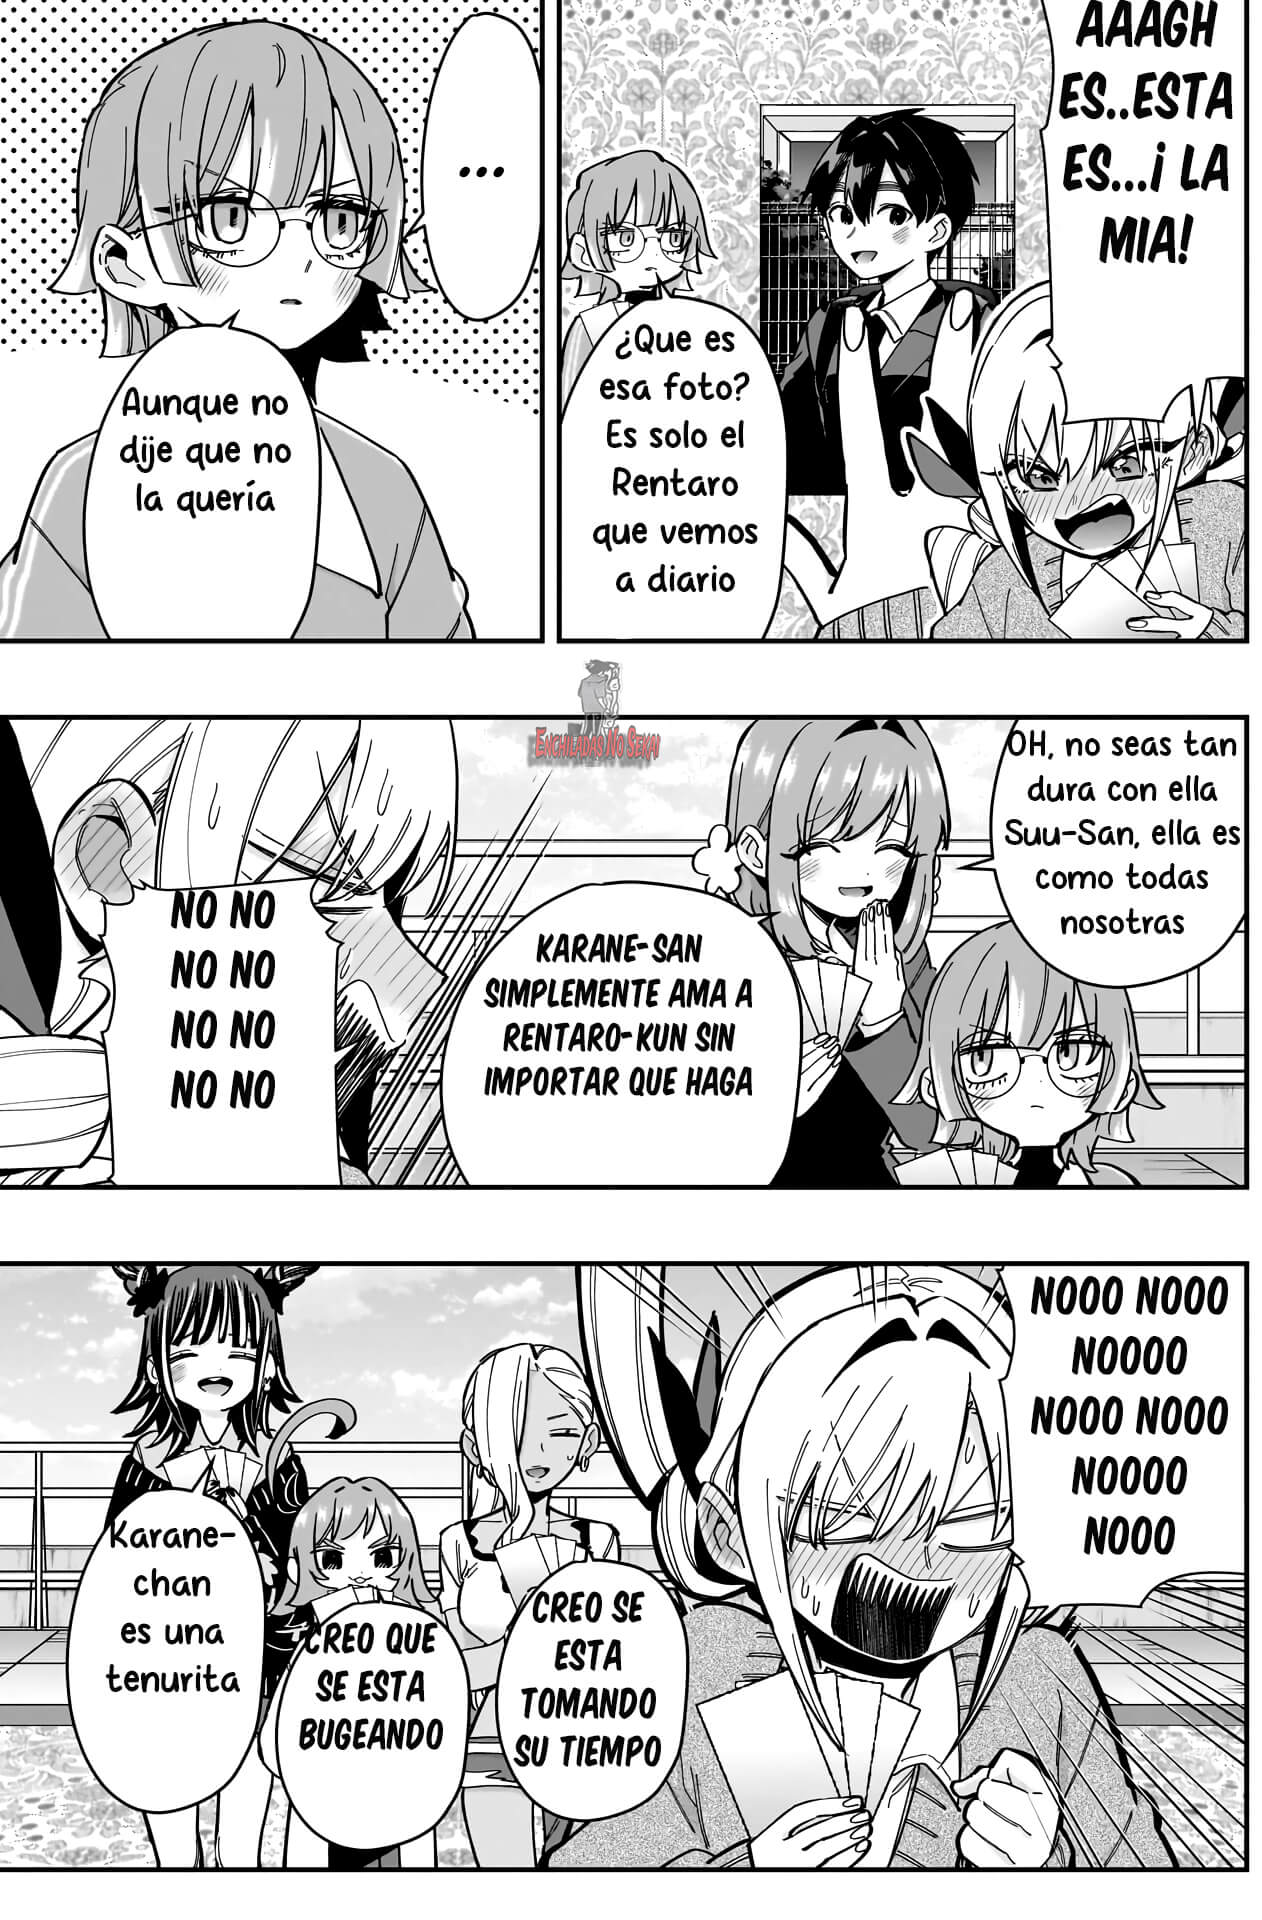 AAAGH
ES..ESTA
ES...¡ LA
MIA!
¿Que es
esa foto?
Es solo el
Rentaro
que vemos
a diario
...
Aunque no
dije que no
la quería
OH, no seas tan
dura con ella
Suu-San, ella es
como todas
nosotras
KARANE-SAN
SIMPLEMENTE AMA A
RENTARO-KUN SIN
IMPORTAR QUE HAGA
NO NO
NO NO
NO NO
NO NO
ENCHILADAS NO SEKAI
NOOO NOOO
NOOOO
NOOO NOOO
NOOOO
NOOO
CREO SE
ESTA
TOMANDO
SU TIEMPO
CREO QUE
SE ESTA
BUGEANDO
Karane-
chan
es una
tenurita